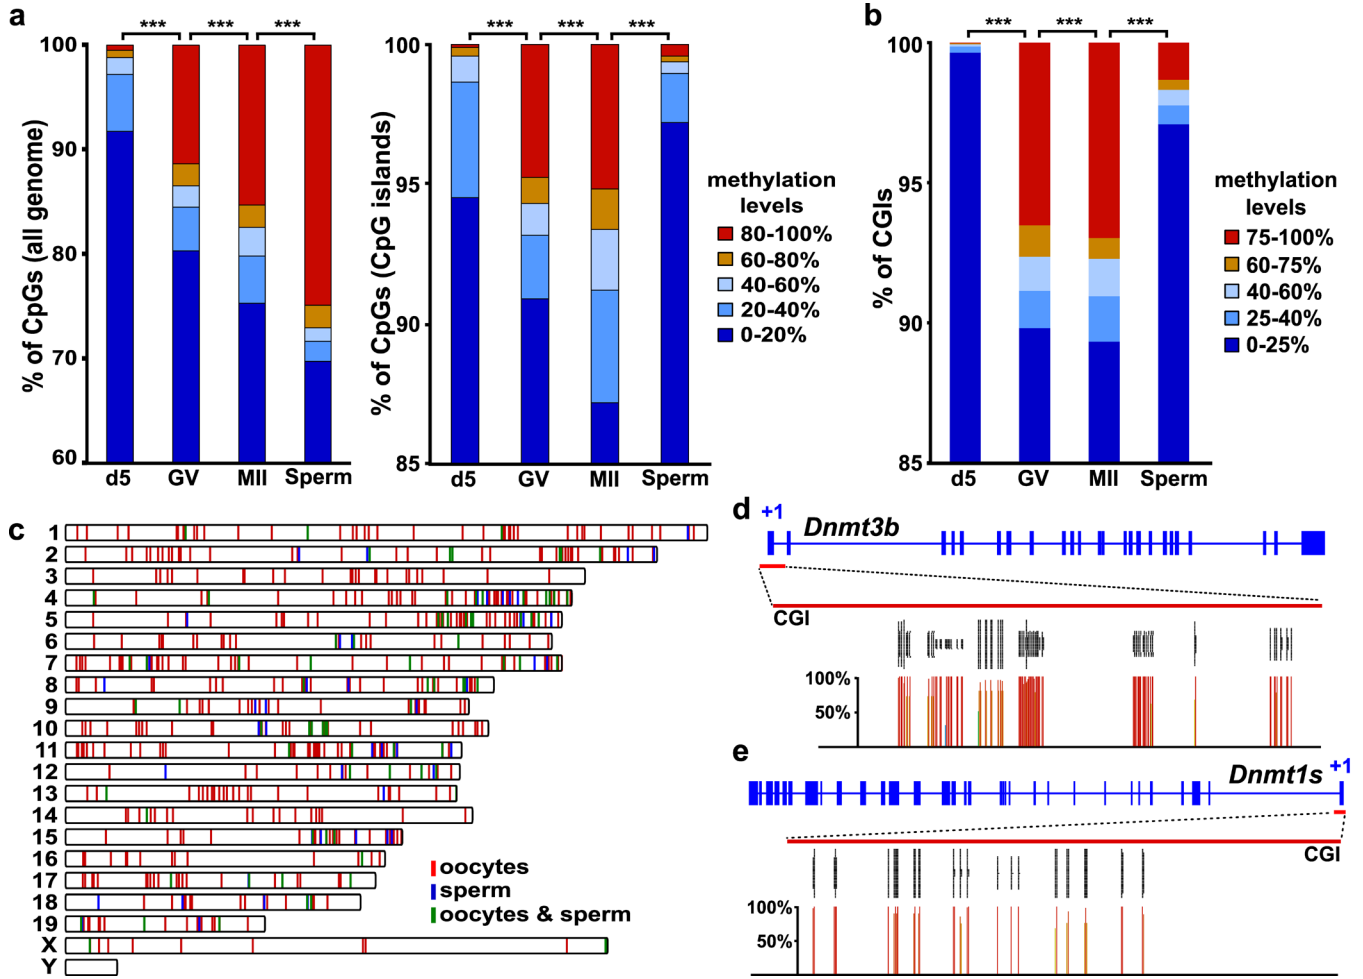 a
*** *** ***
100
90
80
70
60
% of CpGs (all genome)
d5 GV MII Sperm
*** *** ***
100
95
90
85
% of CpGs (CpG islands)
d5 GV MII Sperm
methylation
levels
80-100%
60-80%
40-60%
20-40%
0-20%
b
*** *** ***
100
95
90
85
% of CGIs
d5 GV MII Sperm
methylation
levels
75-100%
60-75%
40-60%
25-40%
0-25%
c
1
2
3
4
5
6
7
8
9
10
11
12
13
14
15
16
17
18
19
X
Y
oocytes
sperm
oocytes & sperm
d
+1
Dnmt3b
CGI
100%
50%
e
Dnmt1s
+1
CGI
100%
50%